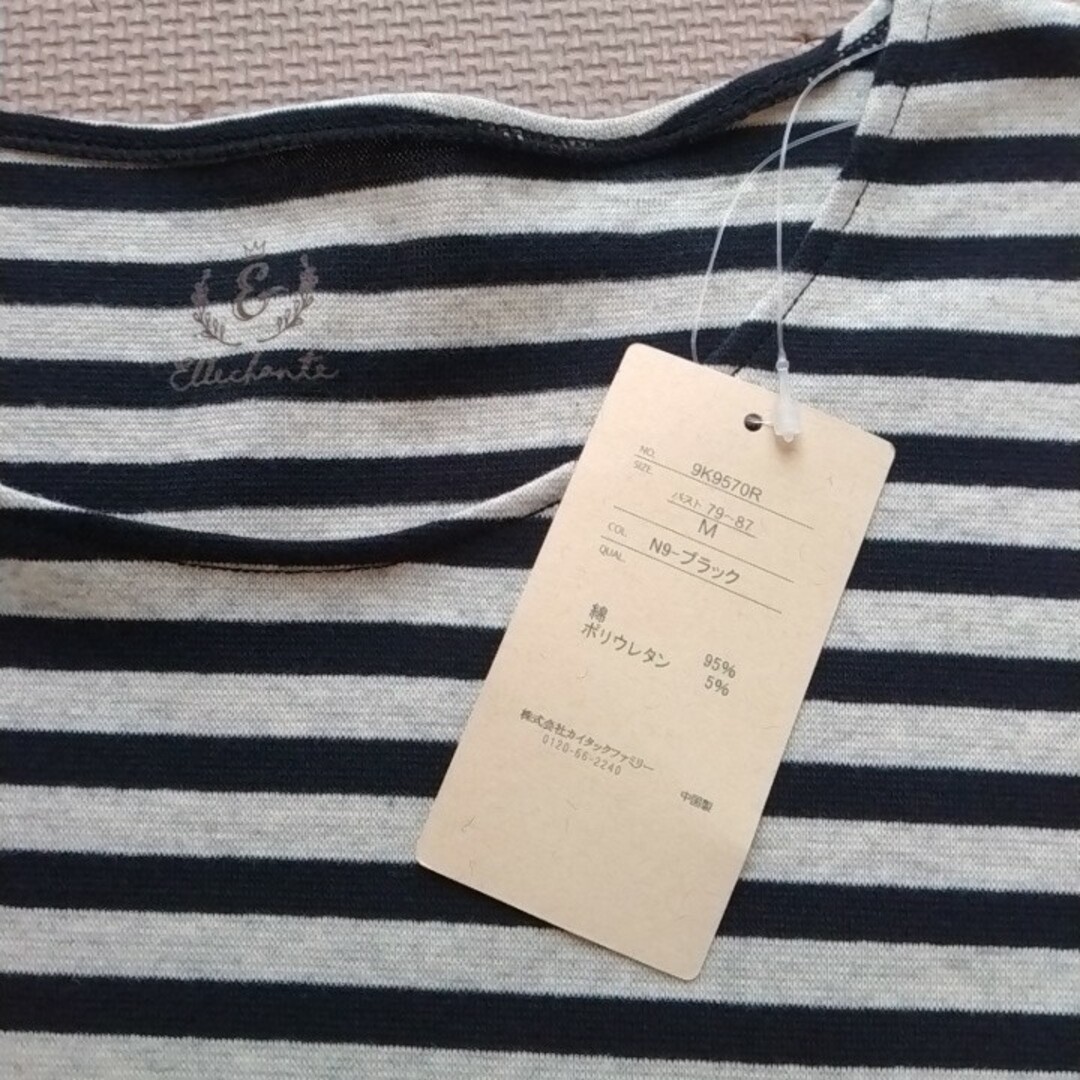 E
Ellechante
NO. 9K9570R
SIZE. バスト 79~87
M
COL. N9-ブラック
QUAL.
綿 95%
ポリウレタン 5%
株式会社カイタックファミリー
0120-66-2240
中国製